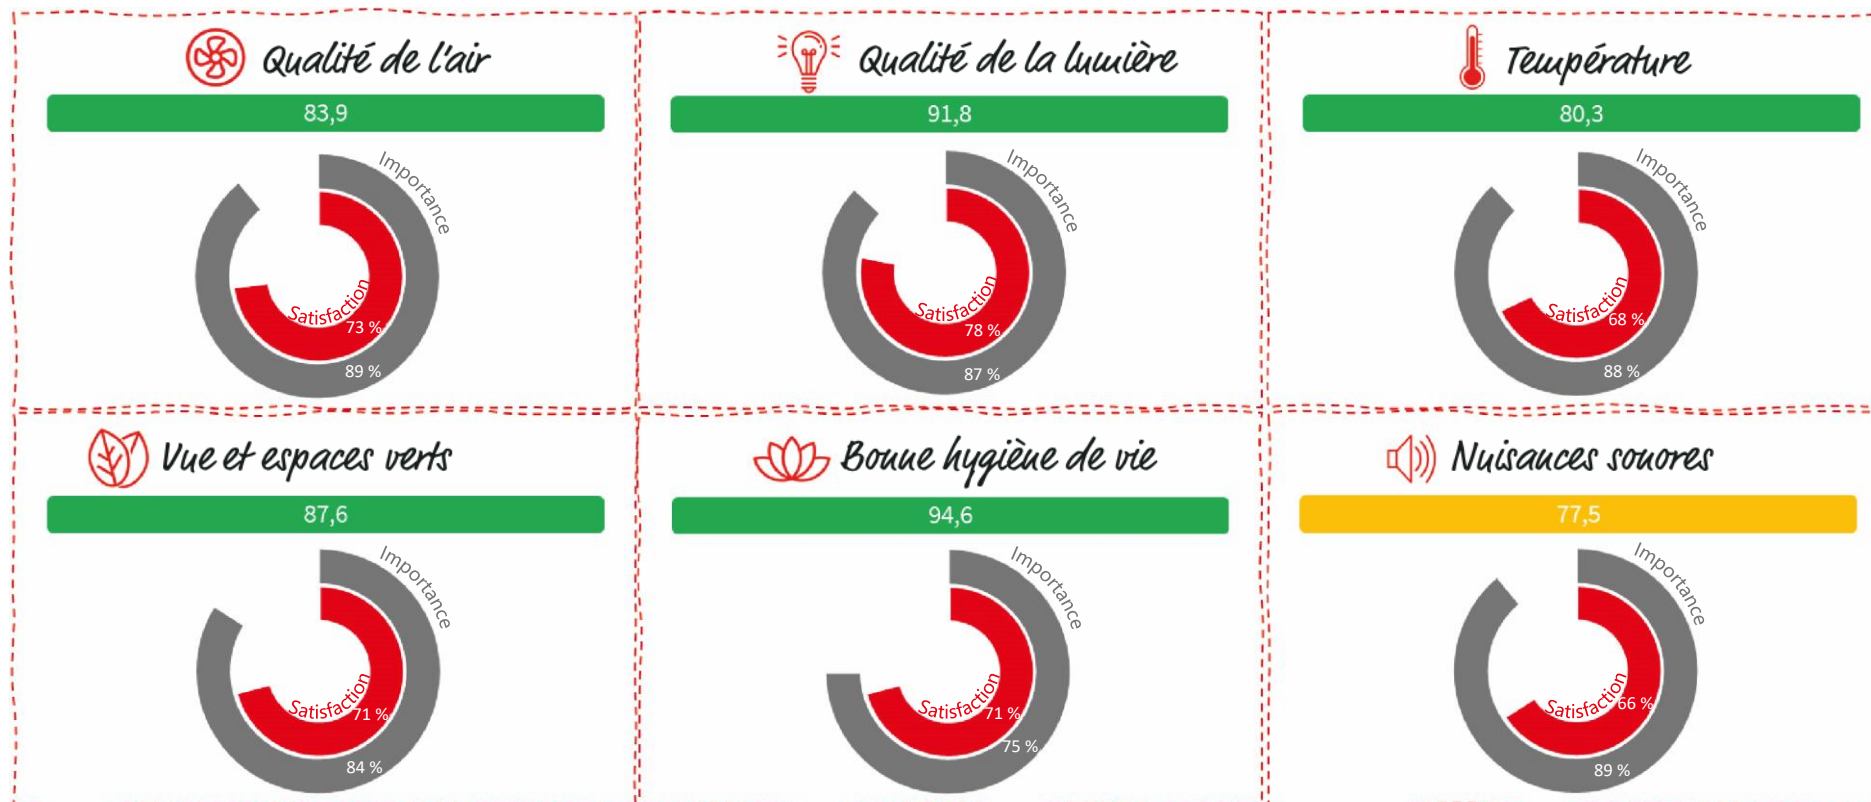 Qualité de l'air
83,9
Importance
Satisfaction
73 %
89 %
Qualité de la lumière
91,8
Importance
Satisfaction
78 %
87 %
Température
80,3
Importance
Satisfaction
68 %
88 %
Vue et espaces verts
87,6
Importance
Satisfaction
71 %
84 %
Bonne hygiène de vie
94,6
Importance
Satisfaction
71 %
75 %
Nuisances sonores
77,5
Importance
Satisfaction
66 %
89 %